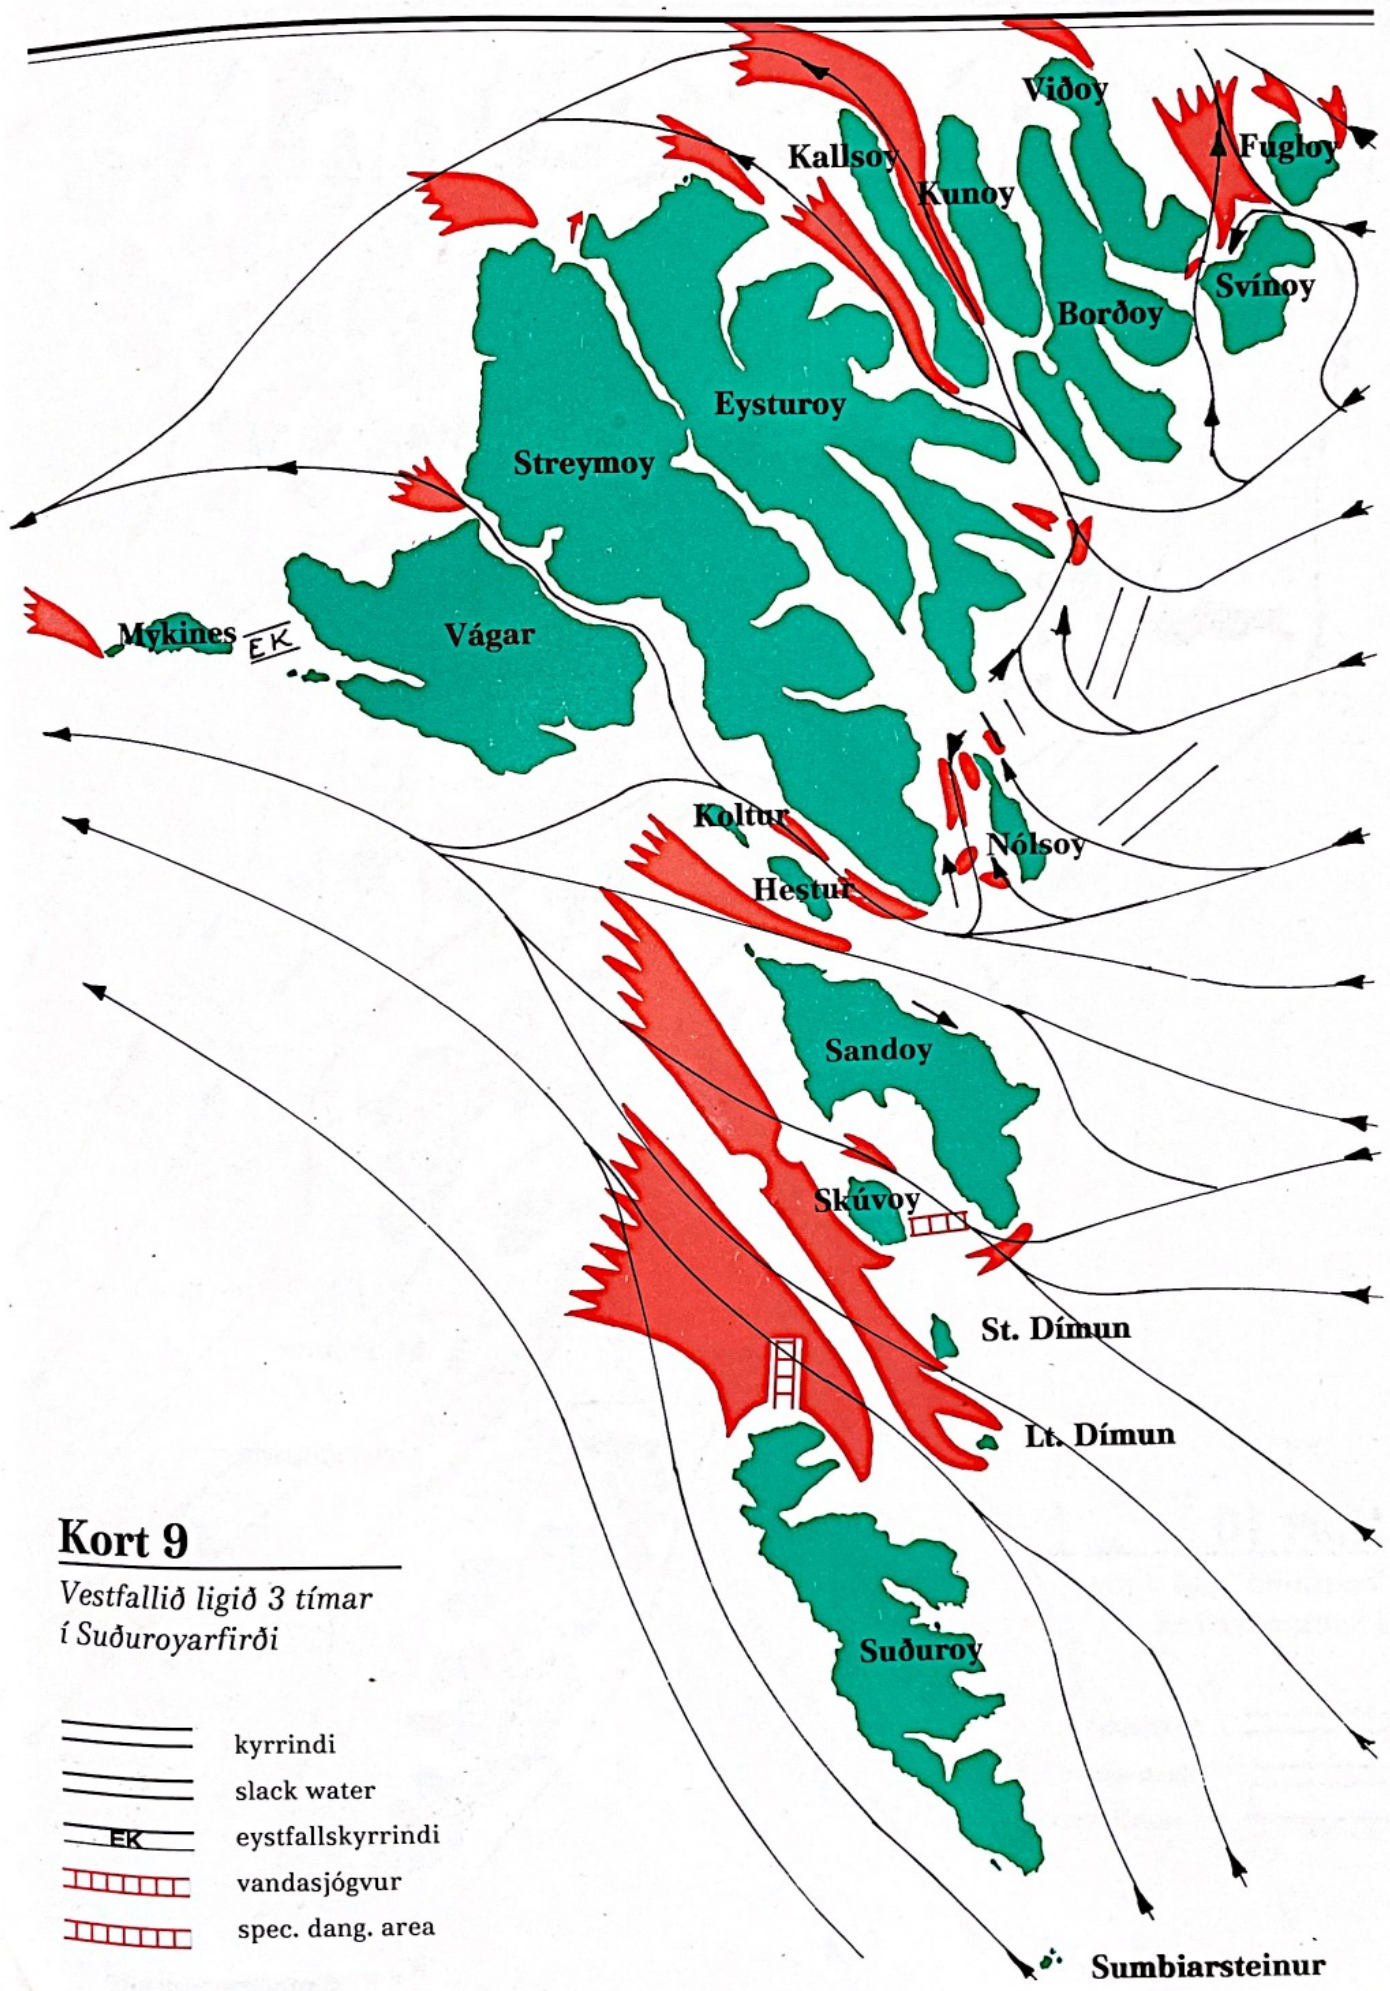 Viðoy
Fugloy
Kallsoy
Kunoy
Svínoy
Borðoy
Eysturoy
Streymoy
Mykines
EK
Vágar
Koltur
Nólsoy
Hestur
Sandoy
Skúvoy
St. Dímun
Lt. Dímun
Suðuroy
Sumbiarsteinur
Kort 9
Vestfallið ligið 3 tímar
í Suðuroyarfirði
kyrrindi
slack water
EK eystfallskyrrindi
vandasjógvur
spec. dang. area